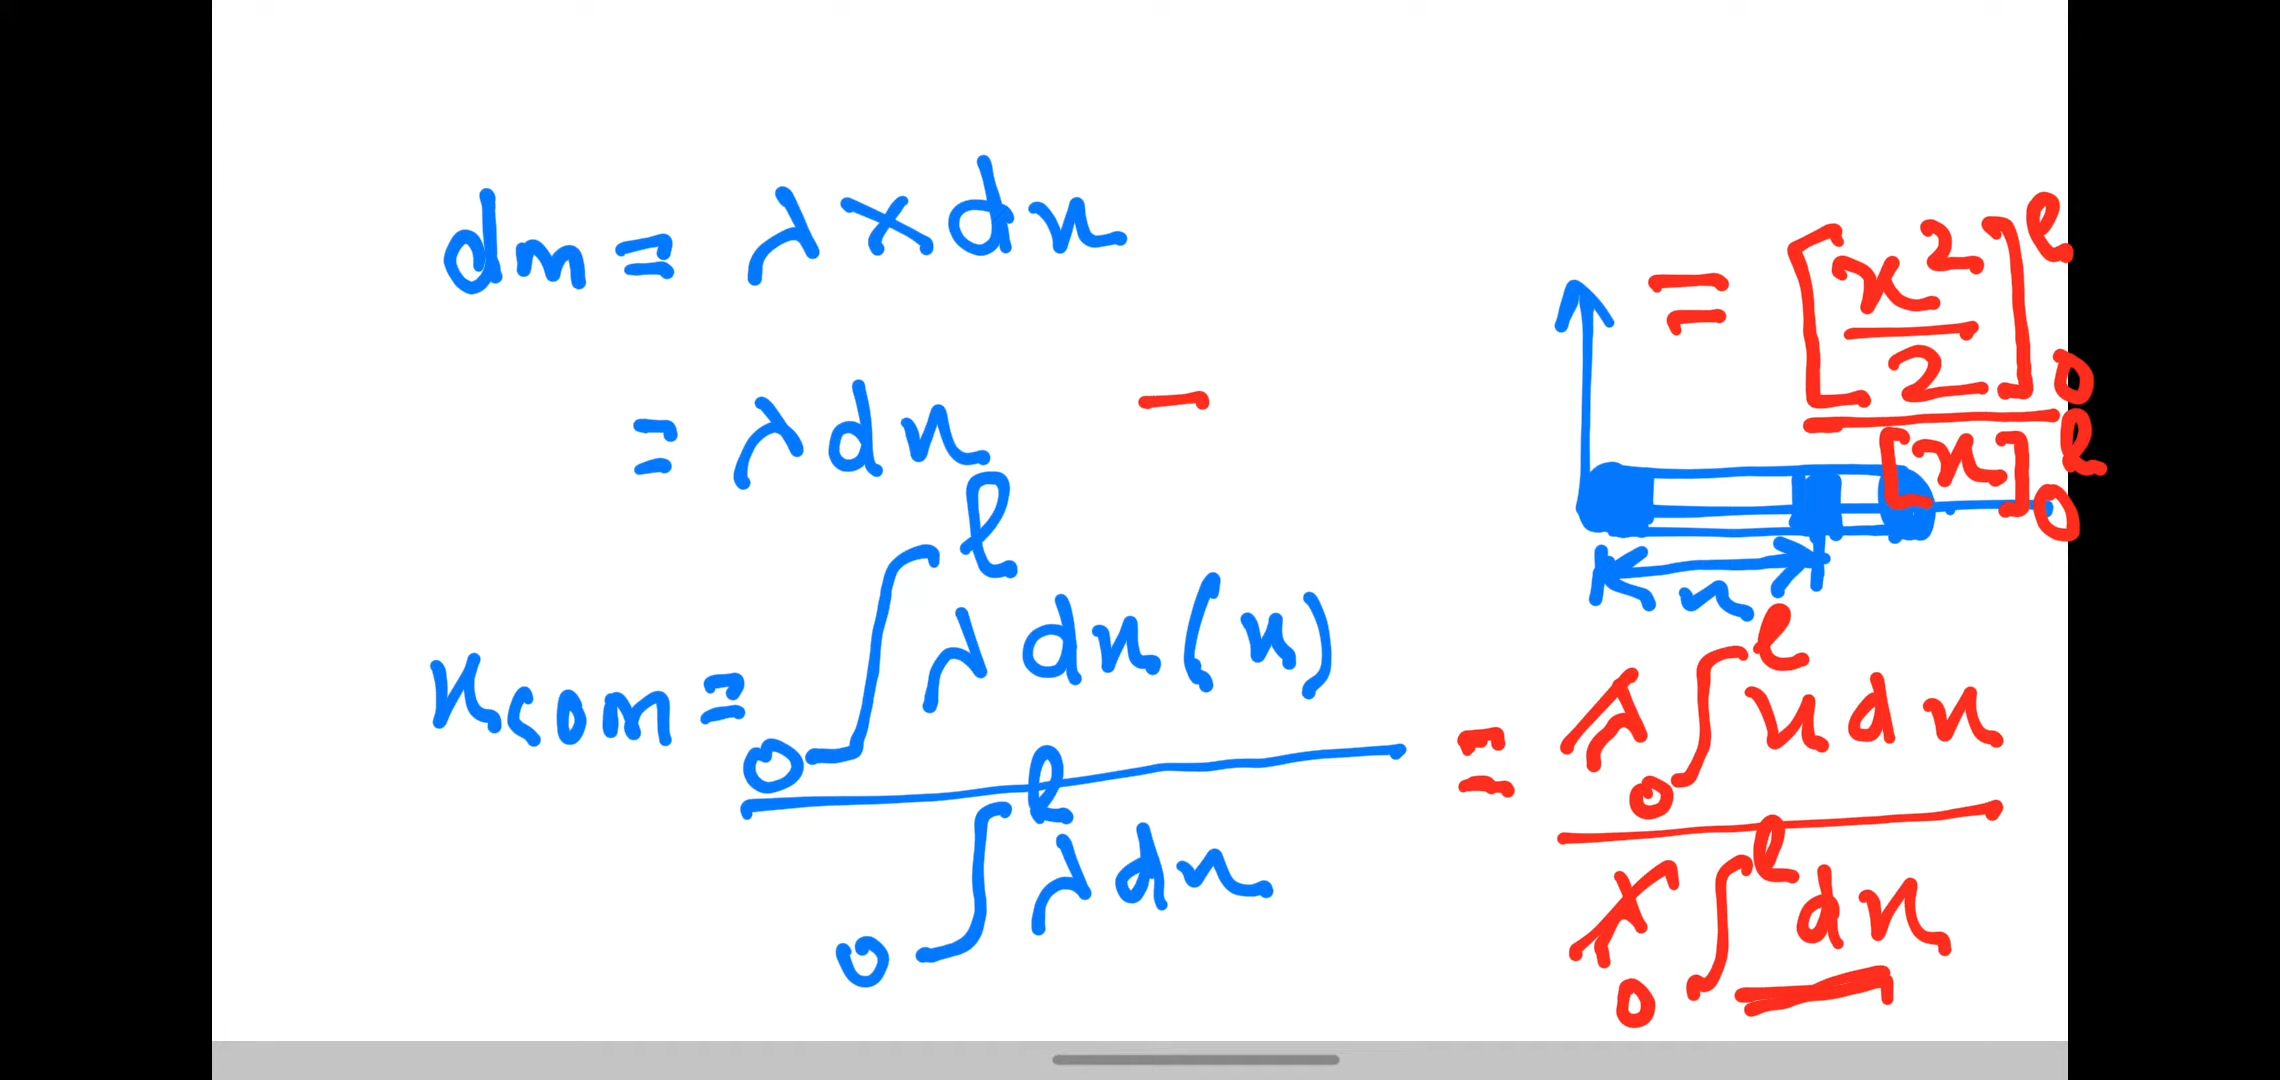 dm = λ × dx
= λ dx −
x_com = ∫₀^l λ dx (x) / ∫₀^l λ dx
= λ ∫₀^l x dx / λ ∫₀^l dx
= [x²/2]₀^l / [x]₀^l
x